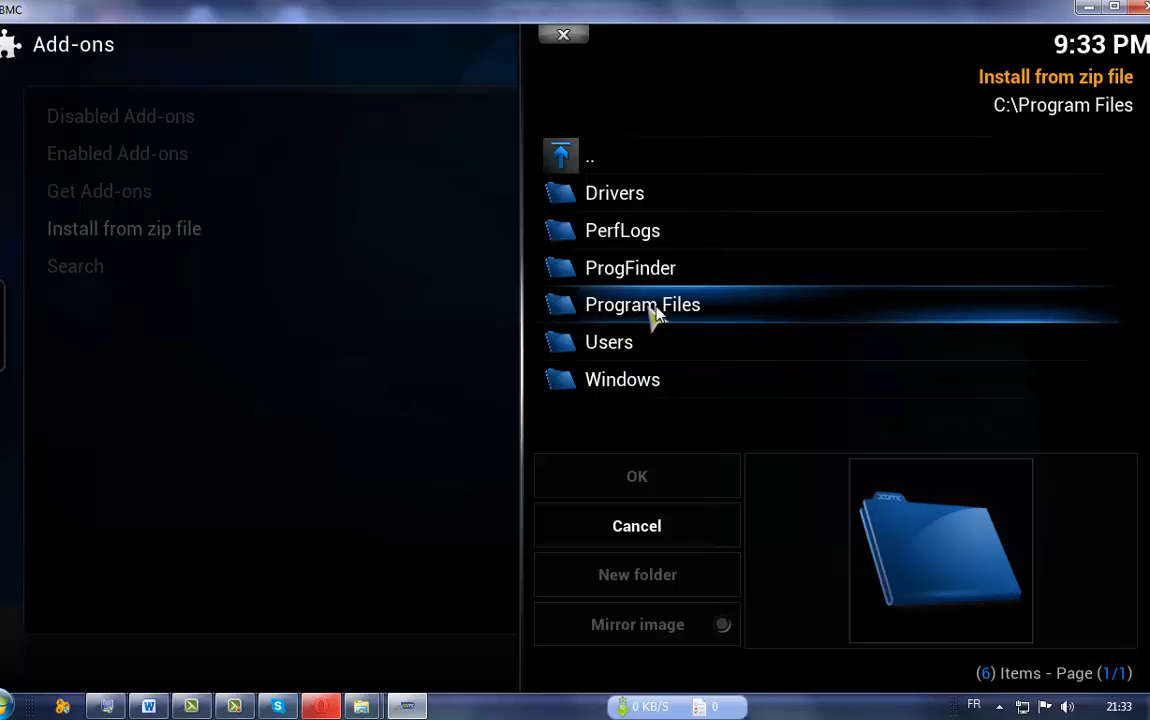 BMC
Add-ons
9:33 PM
Install from zip file
C:\Program Files
Disabled Add-ons
Enabled Add-ons
Get Add-ons
Install from zip file
Search
..
Drivers
PerfLogs
ProgFinder
Program Files
Users
Windows
OK
Cancel
New folder
Mirror image
xbmc
(6) Items - Page (1/1)
0 KB/S
0
FR
21:33